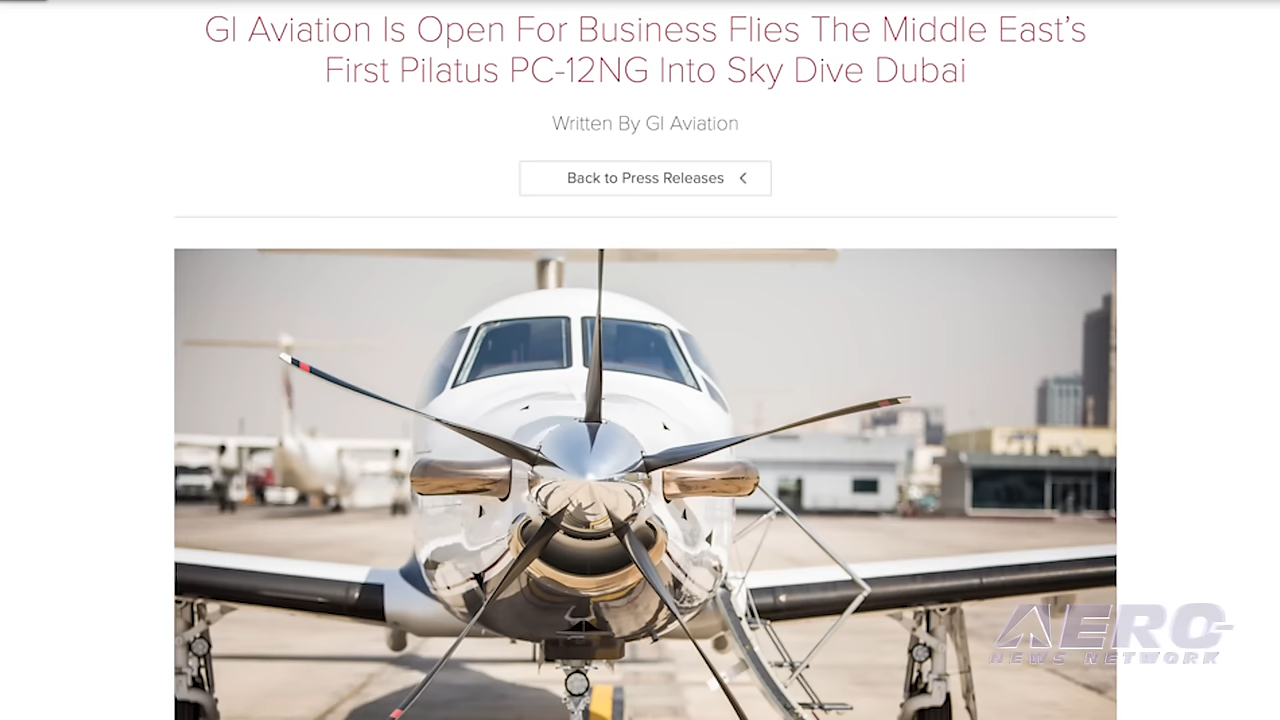 GI Aviation Is Open For Business Flies The Middle East’s
First Pilatus PC-12NG Into Sky Dive Dubai
Written By GI Aviation
Back to Press Releases
AERO
NEWS NETWORK